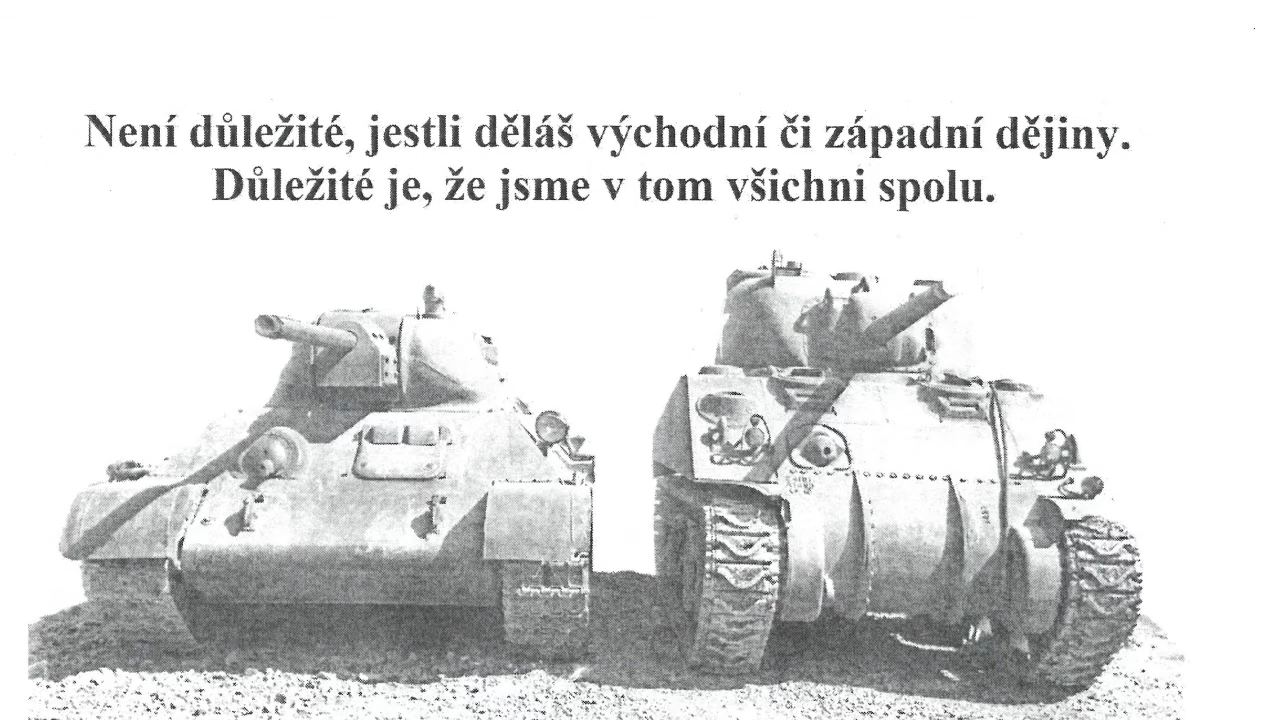 Není důležité, jestli děláš východní či západní dějiny.
Důležité je, že jsme v tom všichni spolu.